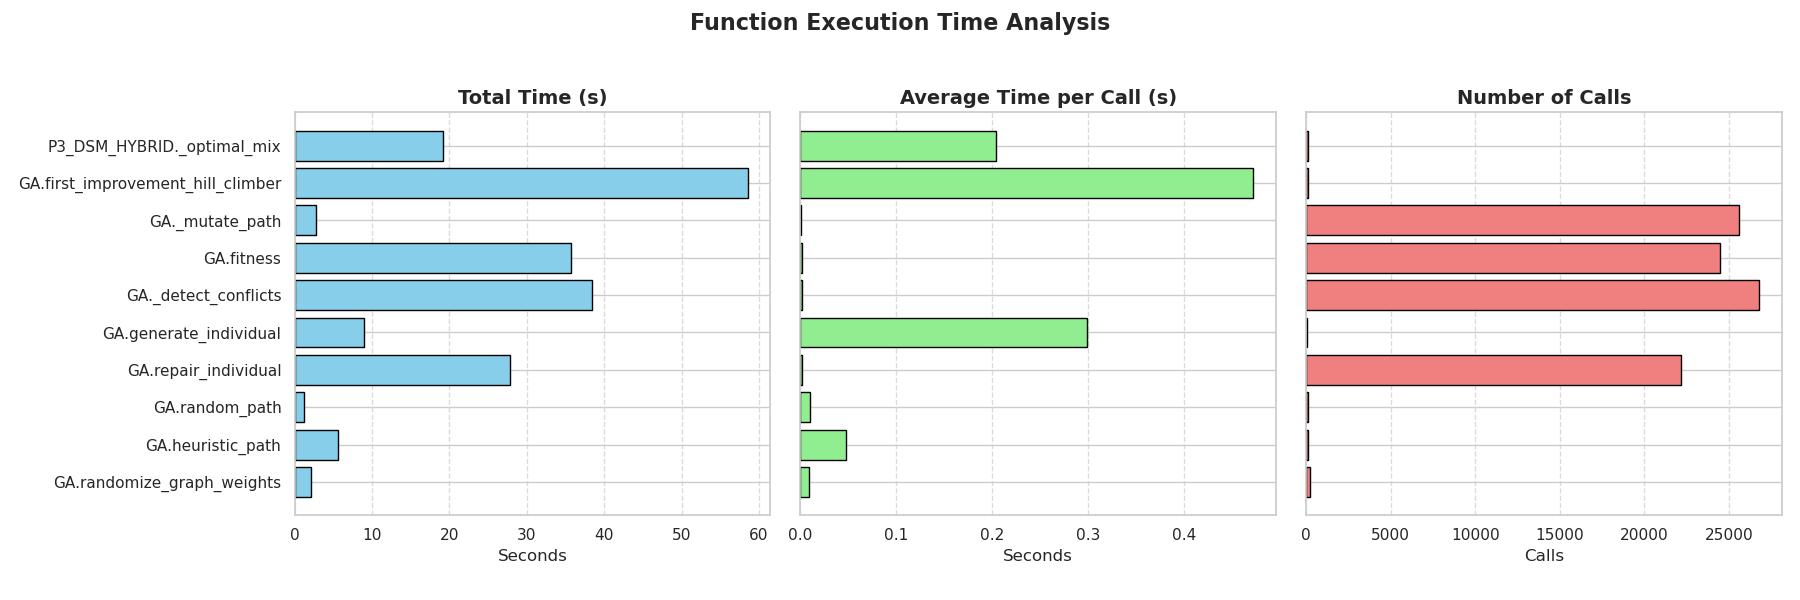 Function Execution Time Analysis
Total Time (s)
Average Time per Call (s)
Number of Calls
P3_DSM_HYBRID._optimal_mix
GA.first_improvement_hill_climber
GA._mutate_path
GA.fitness
GA._detect_conflicts
GA.generate_individual
GA.repair_individual
GA.random_path
GA.heuristic_path
GA.randomize_graph_weights
0 10 20 30 40 50 60
0.0 0.1 0.2 0.3 0.4
0 5000 10000 15000 20000 25000
Seconds
Seconds
Calls